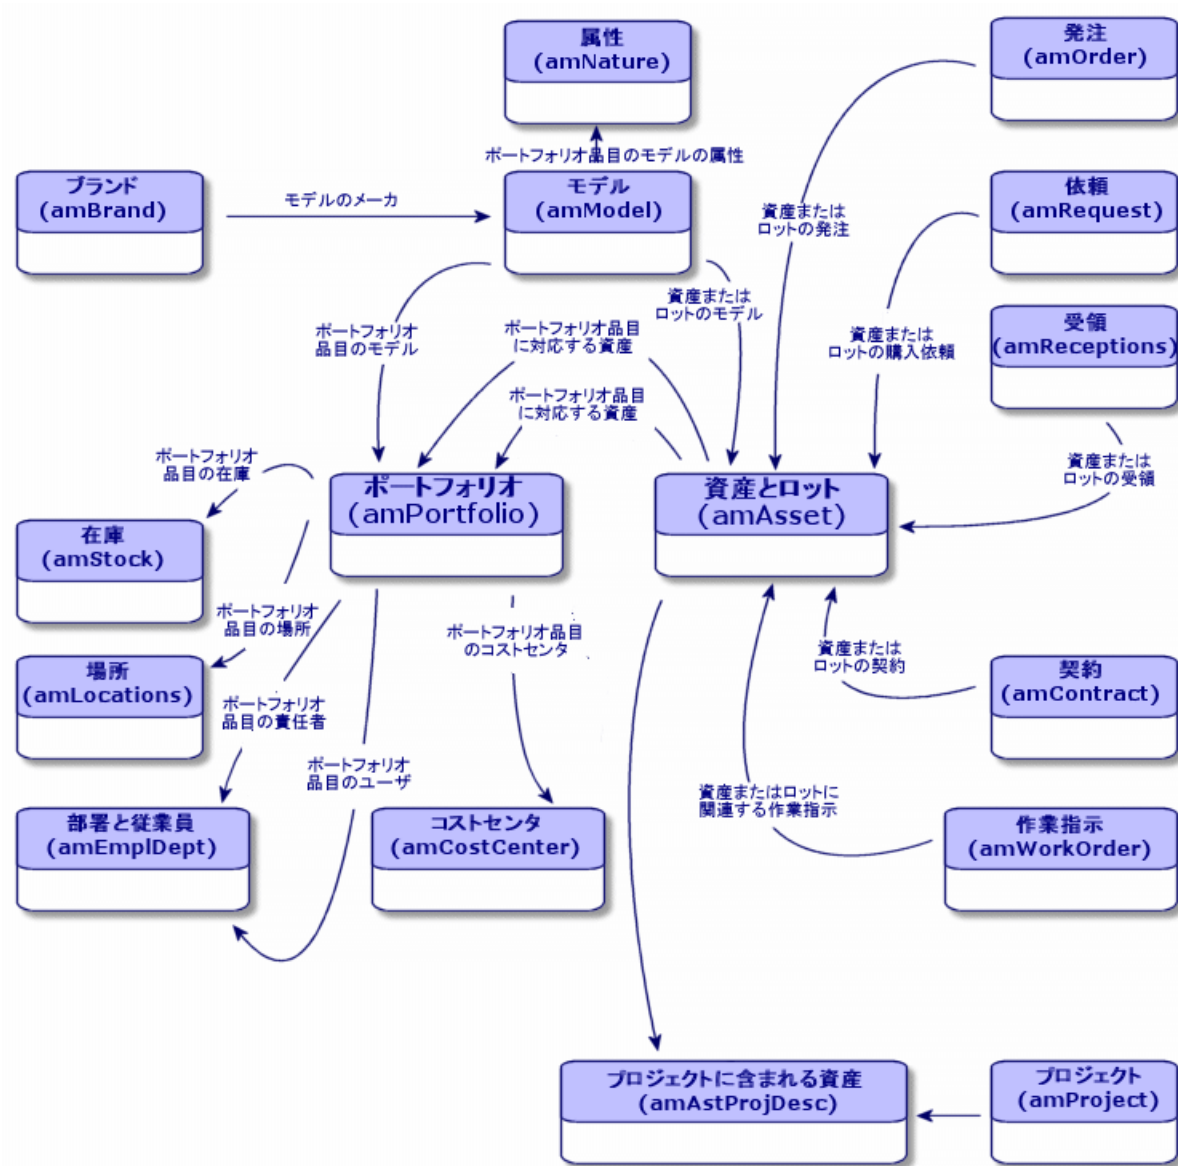 属性
(amNature)
発注
(amOrder)
ポートフォリオ品目のモデルの属性
ブランド
(amBrand)
モデルのメーカ
モデル
(amModel)
依頼
(amRequest)
資産または
ロットの発注
資産または
ロットのモデル
受領
(amReceptions)
ポートフォリオ
品目のモデル
ポートフォリオ品目
に対応する資産
資産または
ロットの購入依頼
ポートフォリオ品目
に対応する資産
ポートフォリオ
品目の在庫
ポートフォリオ
(amPortfolio)
資産とロット
(amAsset)
資産または
ロットの受領
在庫
(amStock)
ポートフォリオ
品目の場所
ポートフォリオ品目
のコストセンタ
資産または
ロットの契約
場所
(amLocations)
契約
(amContract)
ポートフォリオ
品目の責任者
ポートフォリオ
品目のユーザ
資産またはロットに
関連する作業指示
部署と従業員
(amEmplDept)
コストセンタ
(amCostCenter)
作業指示
(amWorkOrder)
プロジェクトに含まれる資産
(amAstProjDesc)
プロジェクト
(amProject)